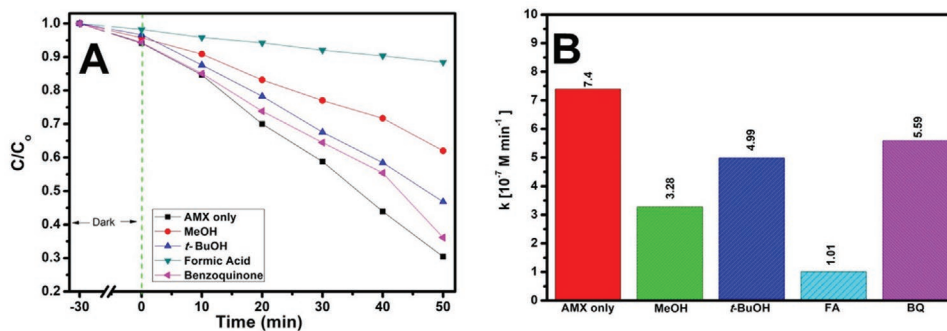 A
C/C₀
1.0
0.9
0.8
0.7
0.6
0.5
0.4
0.3
0.2
Dark
AMX only
MeOH
t-BuOH
Formic Acid
Benzoquinone
-30 0 10 20 30 40 50
Time (min)
B
k [10⁻⁷ M min⁻¹]
10
9
8
7
6
5
4
3
2
1
0
7.4
3.28
4.99
1.01
5.59
AMX only MeOH t-BuOH FA BQ